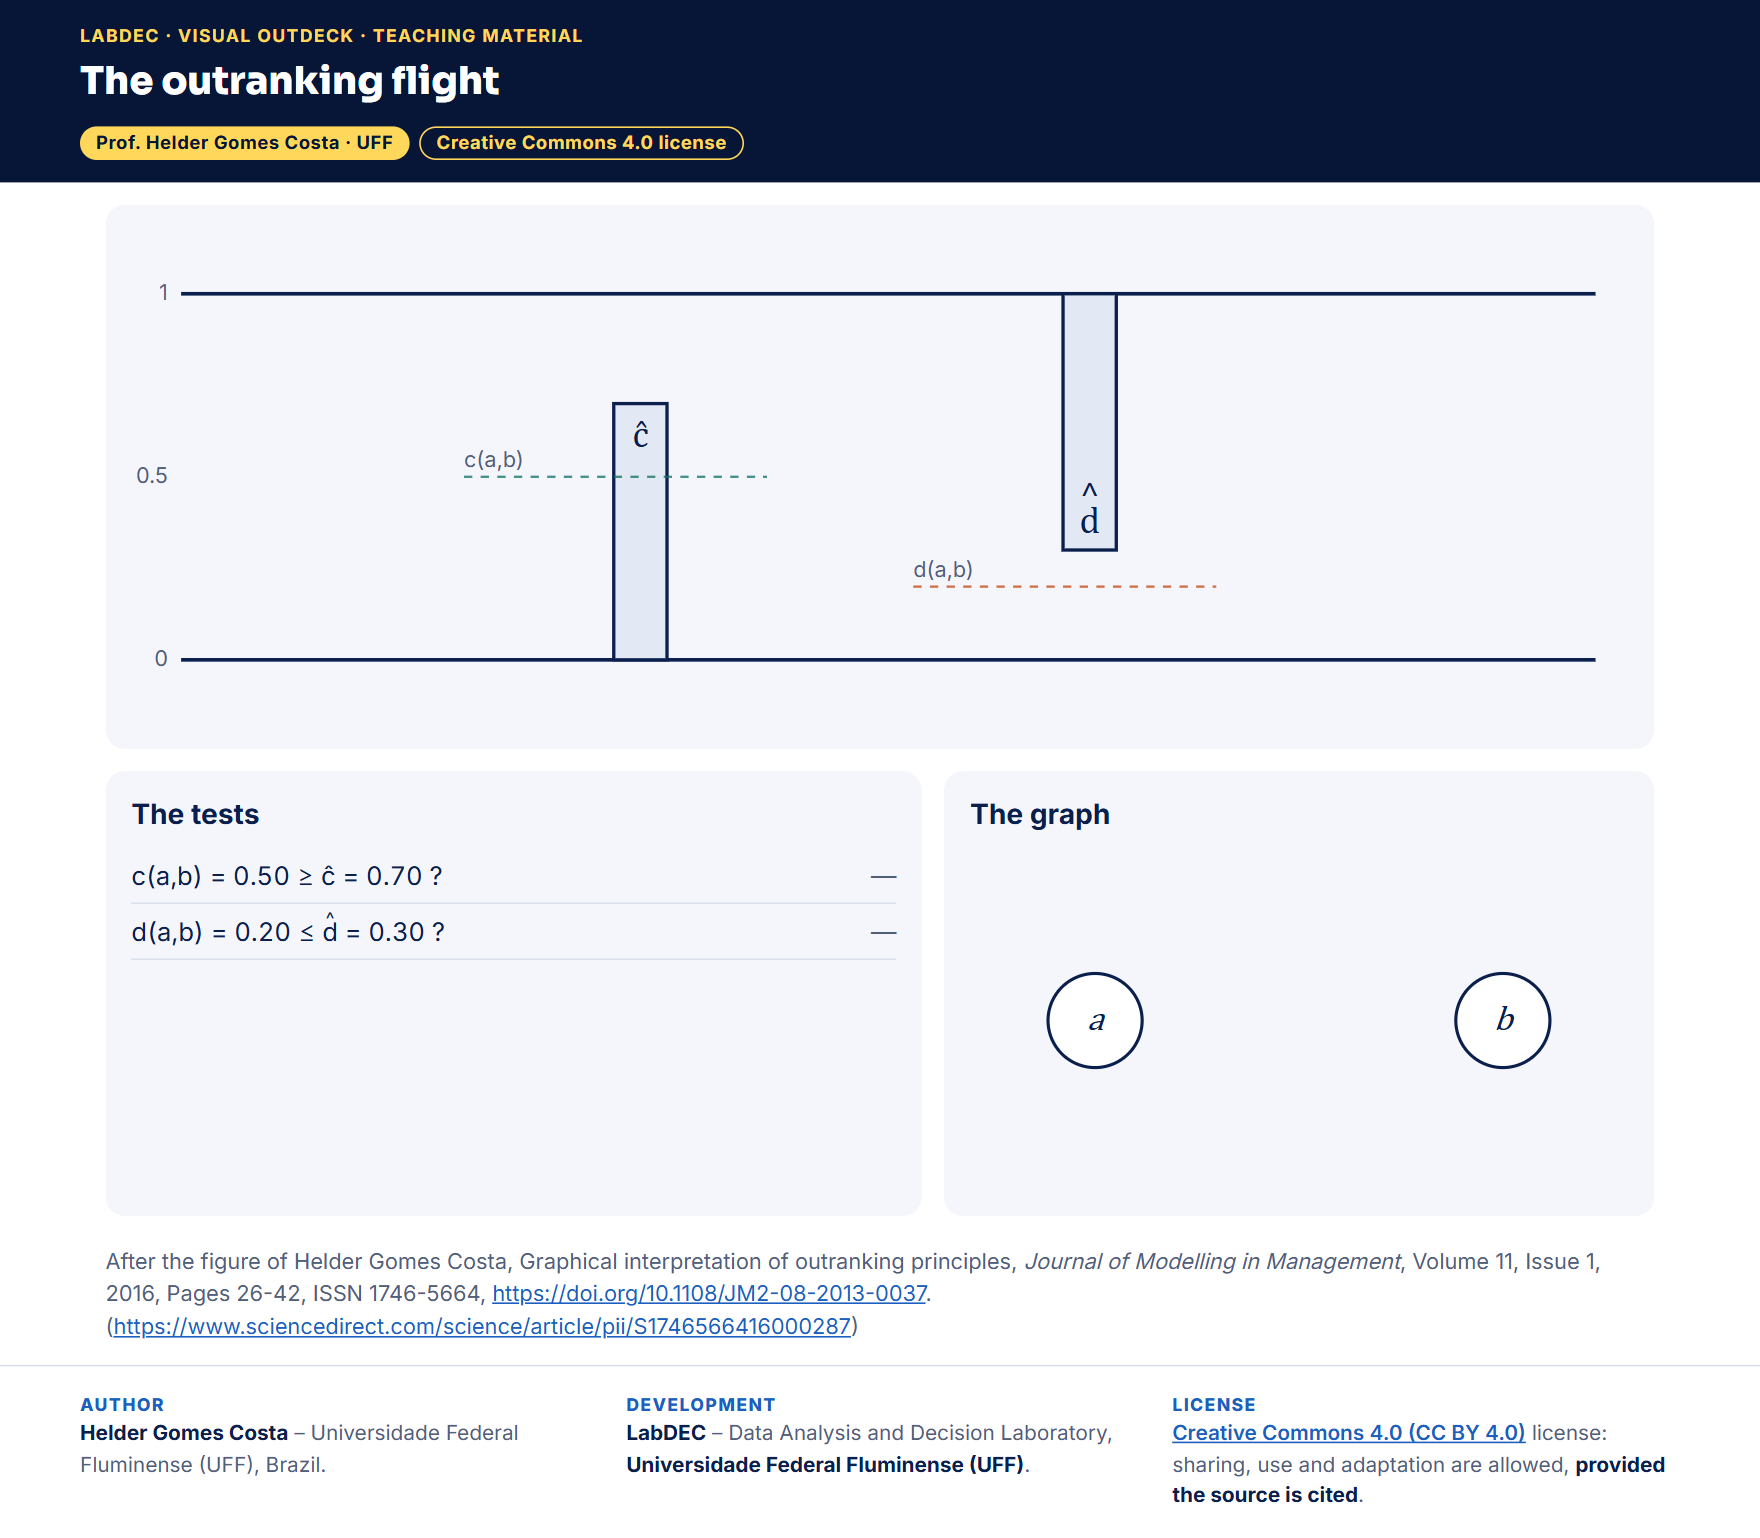 LABDEC · VISUAL OUTDECK · TEACHING MATERIAL
The outranking flight
Prof. Helder Gomes Costa · UFF
Creative Commons 4.0 license
1
ĉ
c(a,b)
0.5
d̂
d(a,b)
0
The tests
c(a,b) = 0.50 ≥ ĉ = 0.70 ?
—
d(a,b) = 0.20 ≤ d̂ = 0.30 ?
—
The graph
a
b
After the figure of Helder Gomes Costa, Graphical interpretation of outranking principles, Journal of Modelling in Management, Volume 11, Issue 1,
2016, Pages 26-42, ISSN 1746-5664, https://doi.org/10.1108/JM2-08-2013-0037.
(https://www.sciencedirect.com/science/article/pii/S1746566416000287)
AUTHOR
Helder Gomes Costa – Universidade Federal
Fluminense (UFF), Brazil.
DEVELOPMENT
LabDEC – Data Analysis and Decision Laboratory,
Universidade Federal Fluminense (UFF).
LICENSE
Creative Commons 4.0 (CC BY 4.0) license:
sharing, use and adaptation are allowed, provided
the source is cited.